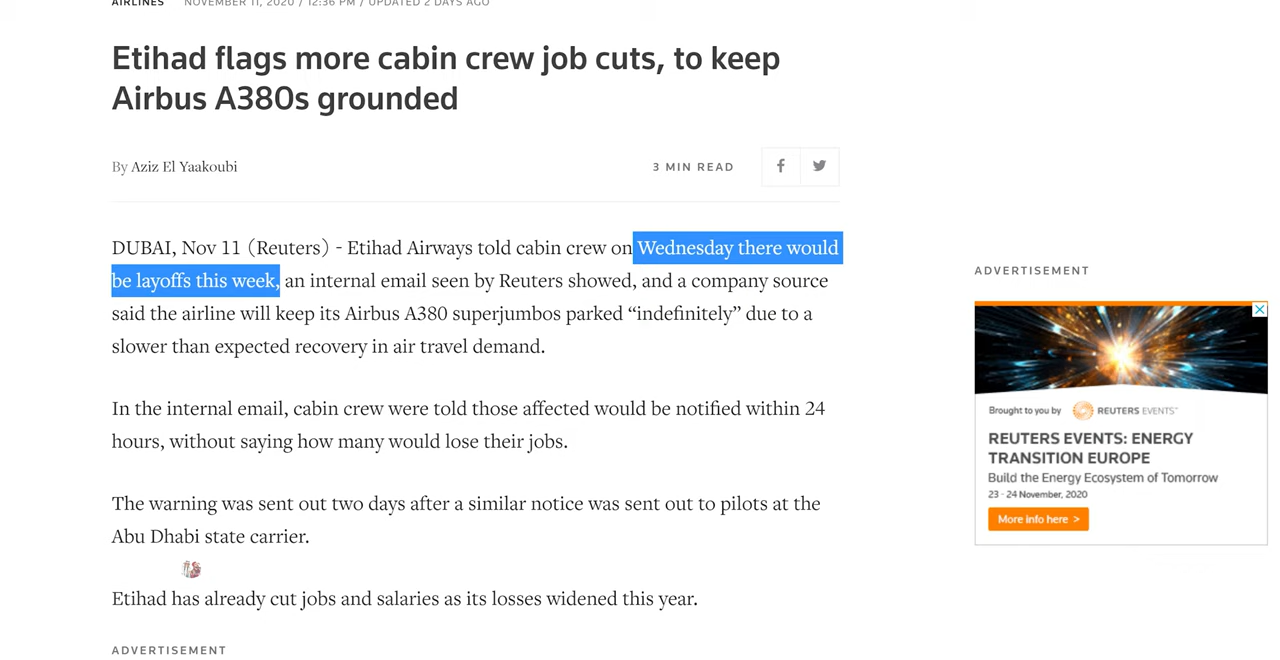 AIRLINES NOVEMBER 11, 2020 / 12:36 PM / UPDATED 2 DAYS AGO
Etihad flags more cabin crew job cuts, to keep
Airbus A380s grounded
By Aziz El Yaakoubi
3 MIN READ
DUBAI, Nov 11 (Reuters) - Etihad Airways told cabin crew on Wednesday there would
be layoffs this week, an internal email seen by Reuters showed, and a company source
said the airline will keep its Airbus A380 superjumbos parked “indefinitely” due to a
slower than expected recovery in air travel demand.
In the internal email, cabin crew were told those affected would be notified within 24
hours, without saying how many would lose their jobs.
The warning was sent out two days after a similar notice was sent out to pilots at the
Abu Dhabi state carrier.
Etihad has already cut jobs and salaries as its losses widened this year.
ADVERTISEMENT
ADVERTISEMENT
Brought to you by REUTERS EVENTS™
REUTERS EVENTS: ENERGY
TRANSITION EUROPE
Build the Energy Ecosystem of Tomorrow
23 - 24 November, 2020
More info here >